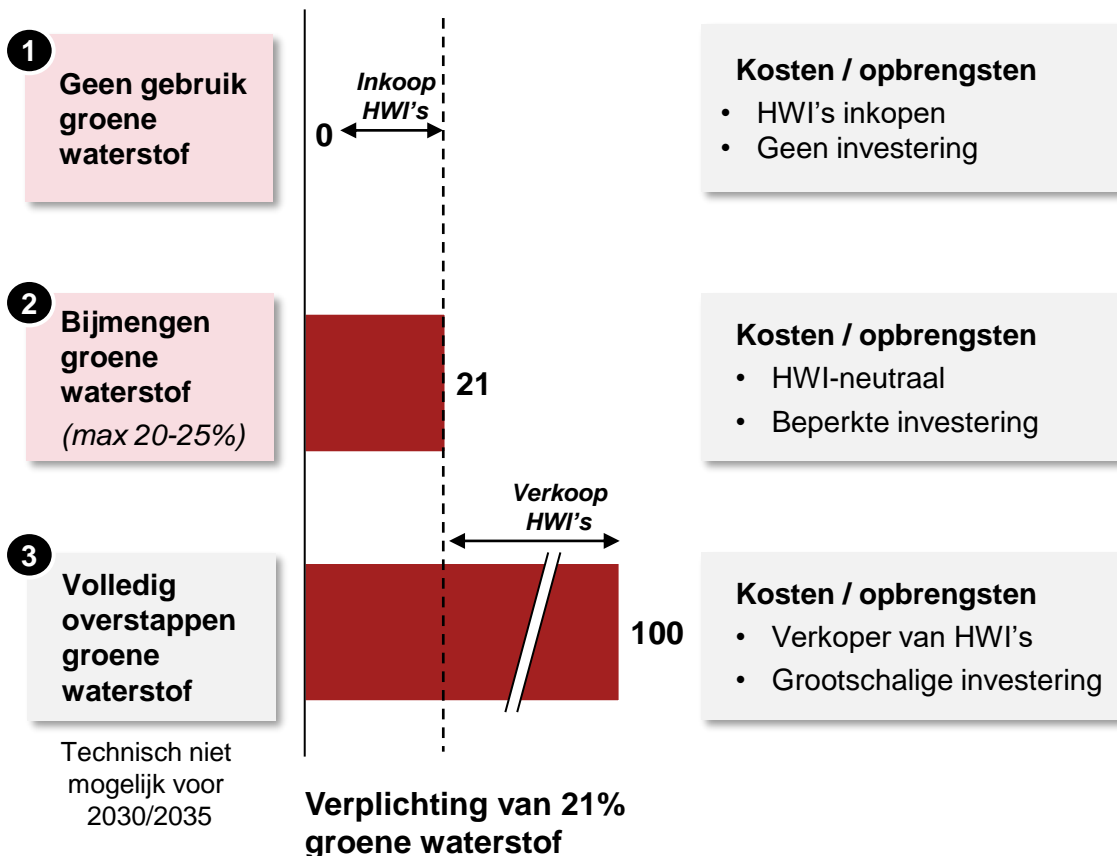 1
Geen gebruik
groene
waterstof
Inkoop
HWI's
0
Kosten / opbrengsten
• HWI's inkopen
• Geen investering
2
Bijmengen
groene
waterstof
(max 20-25%)
21
Kosten / opbrengsten
• HWI-neutraal
• Beperkte investering
Verkoop
HWI's
3
Volledig
overstappen
groene
waterstof
100
Kosten / opbrengsten
• Verkoper van HWI's
• Grootschalige investering
Technisch niet
mogelijk voor
2030/2035
Verplichting van 21%
groene waterstof